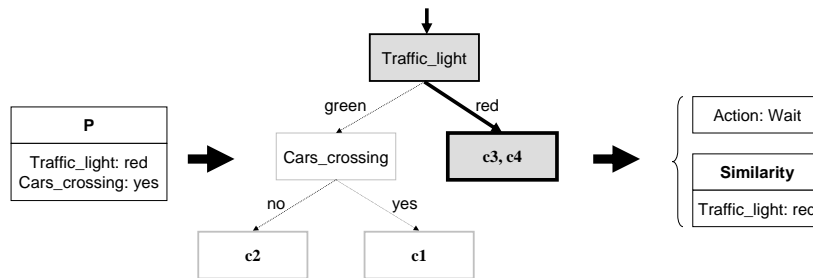 P
Traffic_light: red
Cars_crossing: yes
Traffic_light
green
red
Cars_crossing
c3, c4
no
yes
c2
c1
Action: Wait
Similarity
Traffic_light: red